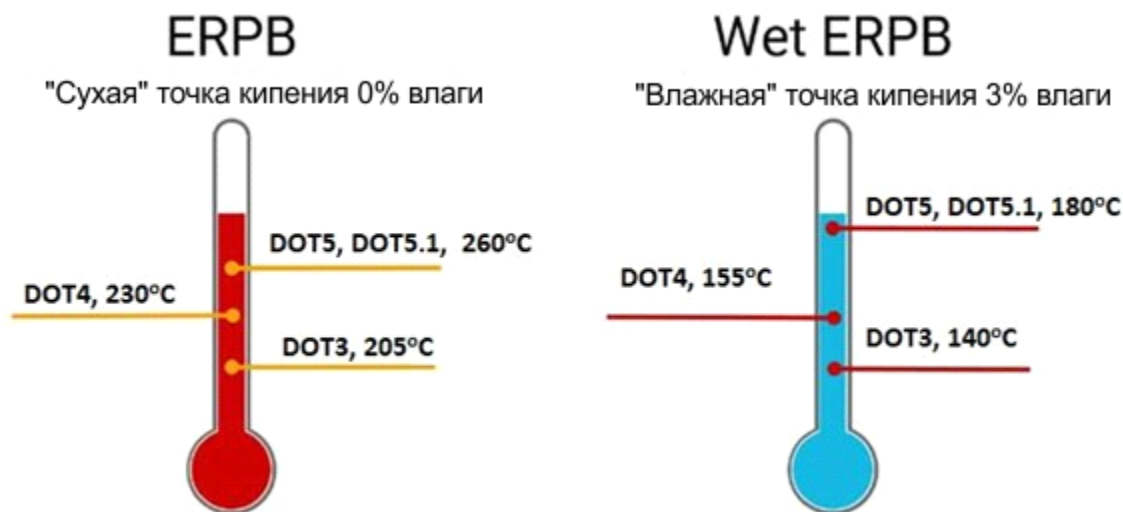 ERPB
"Сухая" точка кипения 0% влаги
DOT5, DOT5.1, 260°C
DOT4, 230°C
DOT3, 205°C
Wet ERPB
"Влажная" точка кипения 3% влаги
DOT5, DOT5.1, 180°C
DOT4, 155°C
DOT3, 140°C